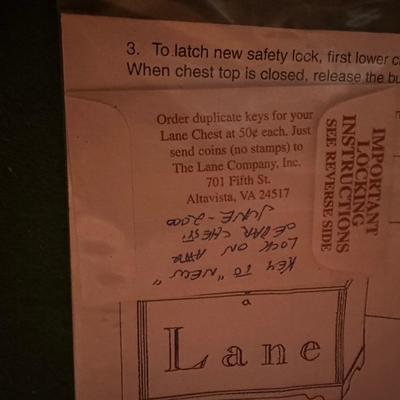 3. To latch new safety lock, first lower
When chest top is closed, release the
Order duplicate keys for your
Lane Chest at 50¢ each. Just
send coins (no stamps) to
The Lane Company, Inc.
701 Fifth St.
Altavista, VA 24517
IMPORTANT
LOCKING
INSTRUCTIONS
SEE REVERSE SIDE
KEY TO "NEW"
LOCK ON
CEDAR CHEST
JUNE - 2000
a
Lane